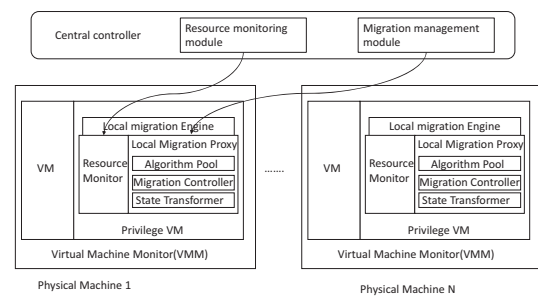 Central controller
Resource monitoring
module
Migration management
module
Local migration Engine
Local Migration Proxy
VM
Resource
Monitor
Algorithm Pool
Migration Controller
State Transformer
Privilege VM
Virtual Machine Monitor(VMM)
Physical Machine 1
.......
Local migration Engine
Local Migration Proxy
VM
Resource
Monitor
Algorithm Pool
Migration Controller
State Transformer
Privilege VM
Virtual Machine Monitor(VMM)
Physical Machine N